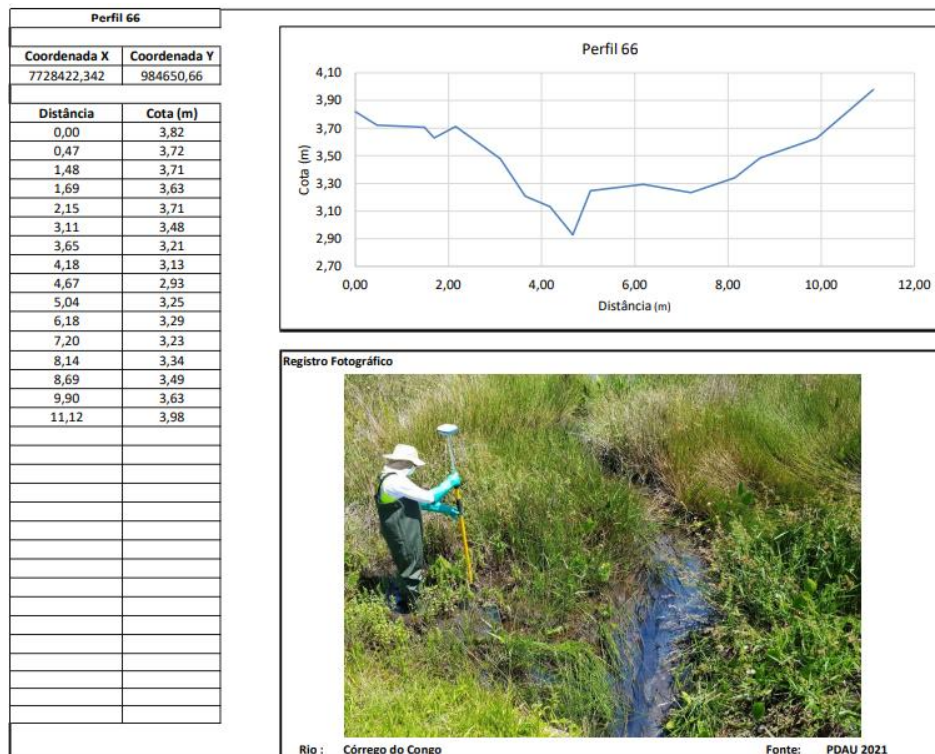 Perfil 66
Coordenada X Coordenada Y
7728422,342 984650,66
Distância Cota (m)
0,00 3,82
0,47 3,72
1,48 3,71
1,69 3,63
2,15 3,71
3,11 3,48
3,65 3,21
4,18 3,13
4,67 2,93
5,04 3,25
6,18 3,29
7,20 3,23
8,14 3,34
8,69 3,49
9,90 3,63
11,12 3,98
Perfil 66
4,10
3,90
3,70
3,50
3,30
3,10
2,90
2,70
Cota (m)
0,00 2,00 4,00 6,00 8,00 10,00 12,00
Distância (m)
Registro Fotográfico
Rio : Córrego do Congo Fonte: PDAU 2021